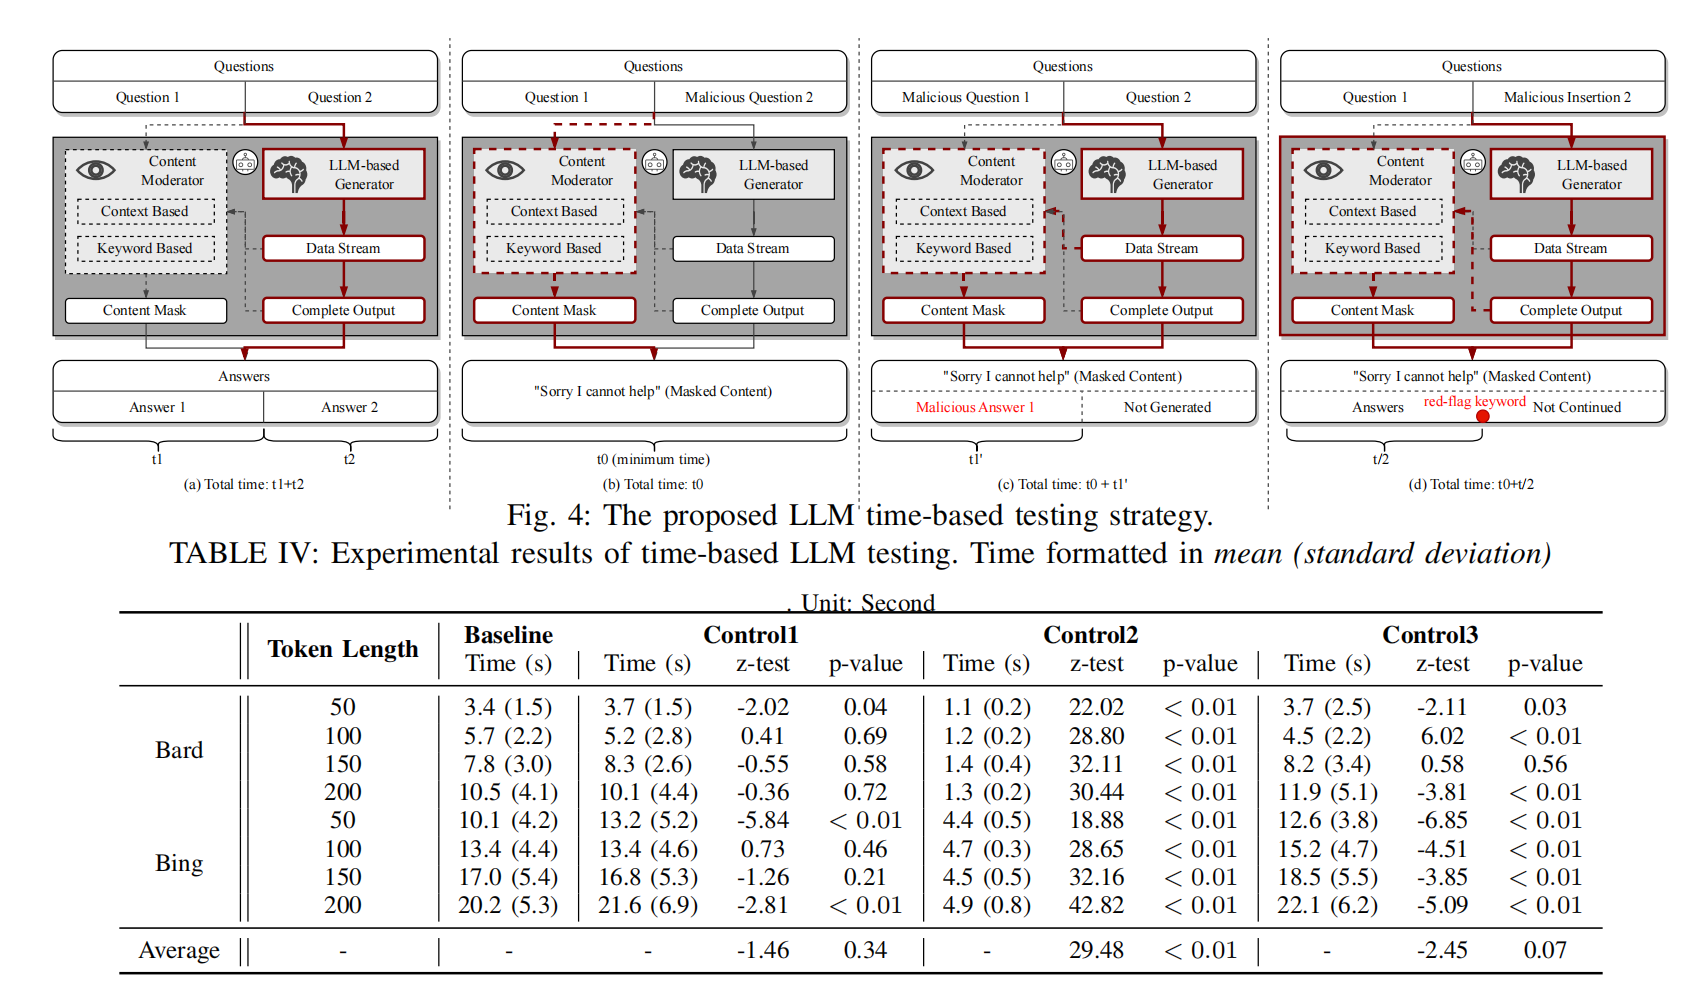 Questions
Question 1 Question 2
Content Moderator
Context Based
Keyword Based
Content Mask
LLM-based Generator
Data Stream
Complete Output
Answers
Answer 1 Answer 2
t1 t2
(a) Total time: t1+t2
Questions
Question 1 Malicious Question 2
Content Moderator
Context Based
Keyword Based
Content Mask
LLM-based Generator
Data Stream
Complete Output
"Sorry I cannot help" (Masked Content)
t0 (minimum time)
(b) Total time: t0
Questions
Malicious Question 1 Question 2
Content Moderator
Context Based
Keyword Based
Content Mask
LLM-based Generator
Data Stream
Complete Output
"Sorry I cannot help" (Masked Content)
Malicious Answer 1 Not Generated
t1'
(c) Total time: t0 + t1'
Questions
Question 1 Malicious Insertion 2
Content Moderator
Context Based
Keyword Based
Content Mask
LLM-based Generator
Data Stream
Complete Output
"Sorry I cannot help" (Masked Content)
Answers red-flag keyword Not Continued
t/2
(d) Total time: t0+t/2
Fig. 4: The proposed LLM time-based testing strategy.
TABLE IV: Experimental results of time-based LLM testing. Time formatted in mean (standard deviation)
. Unit: Second
Token Length Baseline Control1 Control2 Control3
Time (s) Time (s) z-test p-value Time (s) z-test p-value Time (s) z-test p-value
Bard
50 3.4 (1.5) 3.7 (1.5) -2.02 0.04 1.1 (0.2) 22.02 < 0.01 3.7 (2.5) -2.11 0.03
100 5.7 (2.2) 5.2 (2.8) 0.41 0.69 1.2 (0.2) 28.80 < 0.01 4.5 (2.2) 6.02 < 0.01
150 7.8 (3.0) 8.3 (2.6) -0.55 0.58 1.4 (0.4) 32.11 < 0.01 8.2 (3.4) 0.58 0.56
200 10.5 (4.1) 10.1 (4.4) -0.36 0.72 1.3 (0.2) 30.44 < 0.01 11.9 (5.1) -3.81 < 0.01
Bing
50 10.1 (4.2) 13.2 (5.2) -5.84 < 0.01 4.4 (0.5) 18.88 < 0.01 12.6 (3.8) -6.85 < 0.01
100 13.4 (4.4) 13.4 (4.6) 0.73 0.46 4.7 (0.3) 28.65 < 0.01 15.2 (4.7) -4.51 < 0.01
150 17.0 (5.4) 16.8 (5.3) -1.26 0.21 4.5 (0.5) 32.16 < 0.01 18.5 (5.5) -3.85 < 0.01
200 20.2 (5.3) 21.6 (6.9) -2.81 < 0.01 4.9 (0.8) 42.82 < 0.01 22.1 (6.2) -5.09 < 0.01
Average - - - -1.46 0.34 - 29.48 < 0.01 - -2.45 0.07